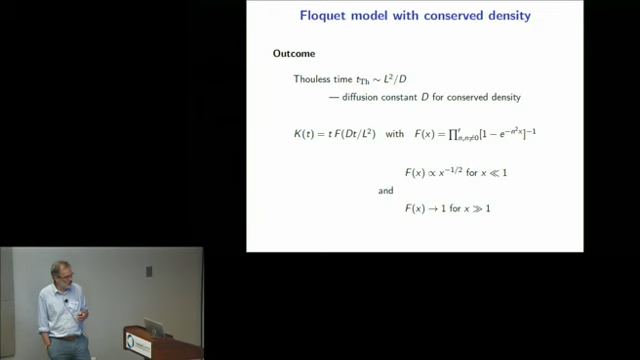 Floquet model with conserved density
Outcome
Thouless time t_Th ∼ L²/D
— diffusion constant D for conserved density
K(t) = t F(Dt/L²) with F(x) = ∏′_{n,n≠0}[1 − e^{−n²x}]^{−1}
F(x) ∝ x^{−1/2} for x ≪ 1
and
F(x) → 1 for x ≫ 1